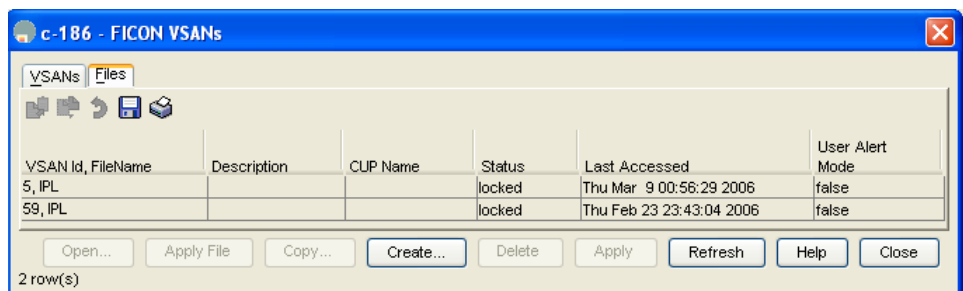 c-186 - FICON VSANs
VSANs Files
User Alert
VSAN Id, FileName Description CUP Name Status Last Accessed Mode
5, IPL locked Thu Mar 9 00:56:29 2006 false
59, IPL locked Thu Feb 23 23:43:04 2006 false
Open... Apply File Copy... Create... Delete Apply Refresh Help Close
2 row(s)